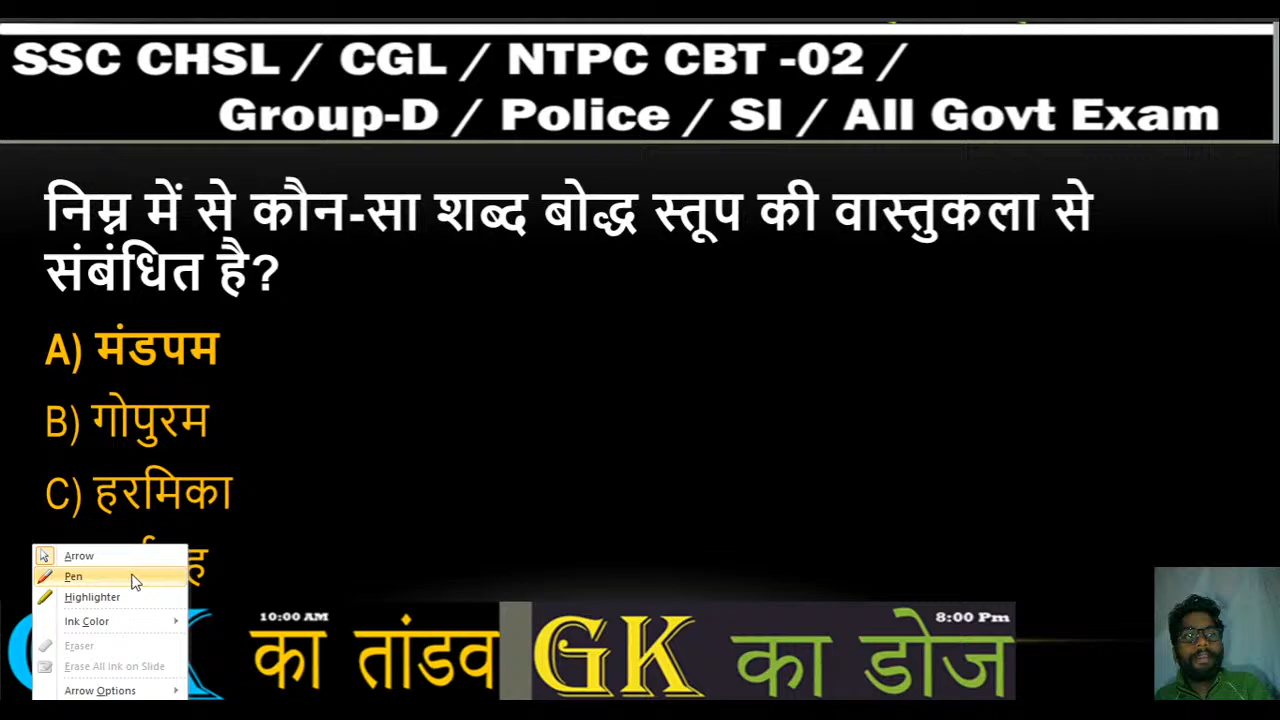 SSC CHSL / CGL / NTPC CBT -02 /
Group-D / Police / SI / All Govt Exam
निम्न में से कौन-सा शब्द बोद्ध स्तूप की वास्तुकला से
संबंधित है?
A) मंडपम
B) गोपुरम
C) हरमिका
Arrow
Pen
Highlighter
Ink Color
Eraser
Erase All Ink on Slide
Arrow Options
10:00 AM
का तांडव
8:00 Pm
GK का डोज